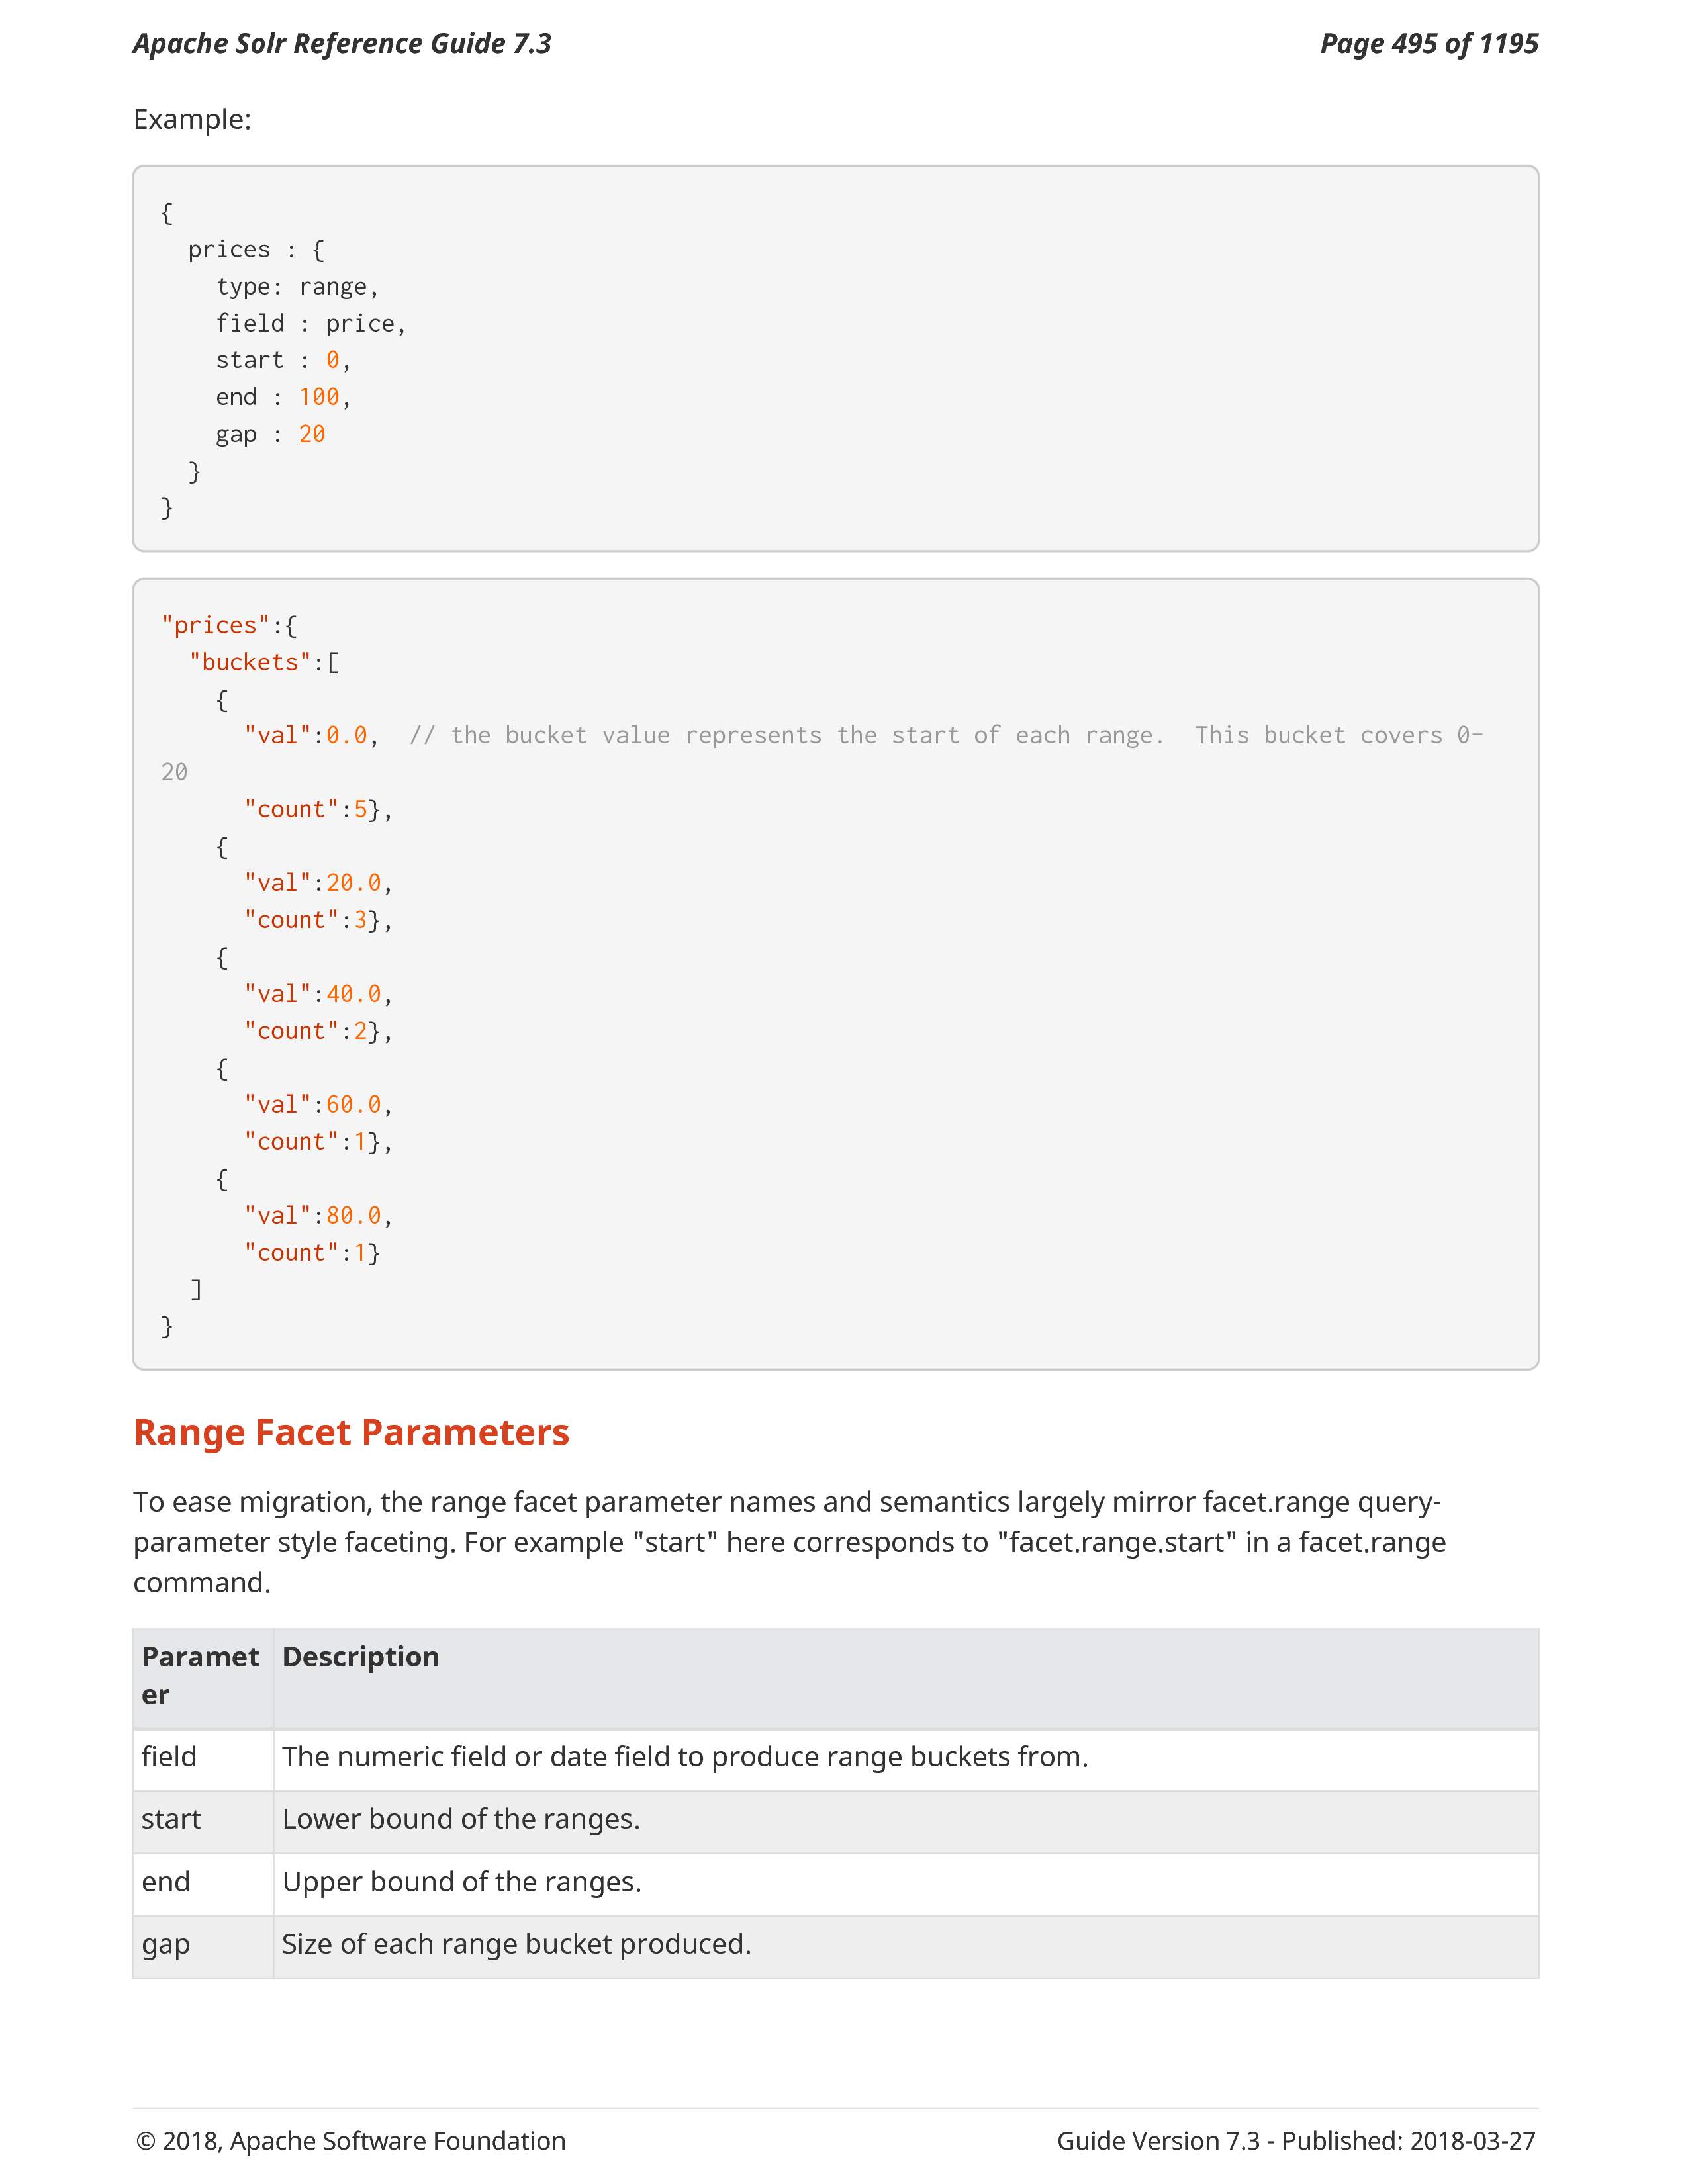 Apache Solr Reference Guide 7.3 Page 495 of 1195
Example:
{
  prices : {
    type: range,
    field : price,
    start : 0,
    end : 100,
    gap : 20
  }
}
"prices":{
  "buckets":[
    {
      "val":0.0,  // the bucket value represents the start of each range.  This bucket covers 0-
20
      "count":5},
    {
      "val":20.0,
      "count":3},
    {
      "val":40.0,
      "count":2},
    {
      "val":60.0,
      "count":1},
    {
      "val":80.0,
      "count":1}
  ]
}
Range Facet Parameters
To ease migration, the range facet parameter names and semantics largely mirror facet.range query-
parameter style faceting. For example "start" here corresponds to "facet.range.start" in a facet.range
command.
Paramet Description
er
field The numeric field or date field to produce range buckets from.
start Lower bound of the ranges.
end Upper bound of the ranges.
gap Size of each range bucket produced.
© 2018, Apache Software Foundation Guide Version 7.3 - Published: 2018-03-27